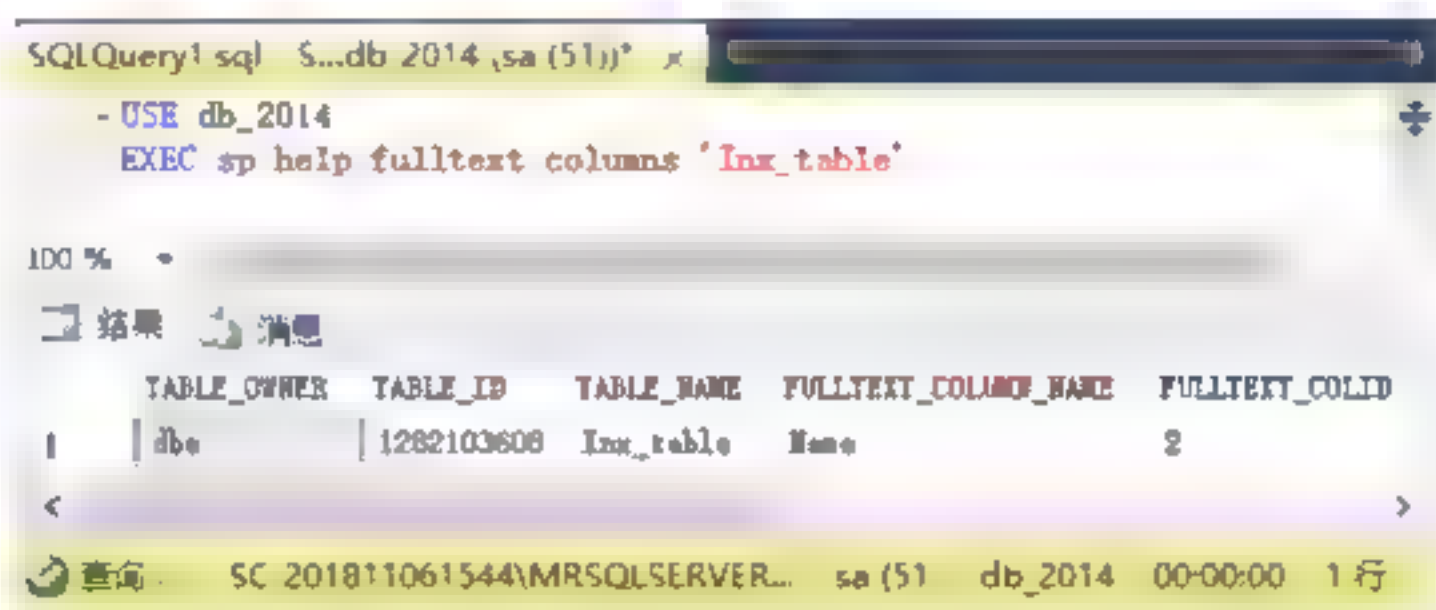 SQLQuery1.sql - S...db_2014 (sa (51))* ×
- USE db_2014
EXEC sp_help_fulltext_columns 'Inx_table'
100 %
结果 消息
TABLE_OWNER TABLE_ID TABLE_NAME FULLTEXT_COLUMN_NAME FULLTEXT_COLID
1 dbo 1282103608 Inx_table Name 2
查询... SC-201811061544\MRSQLSERVER... sa (51) db_2014 00:00:00 1 行